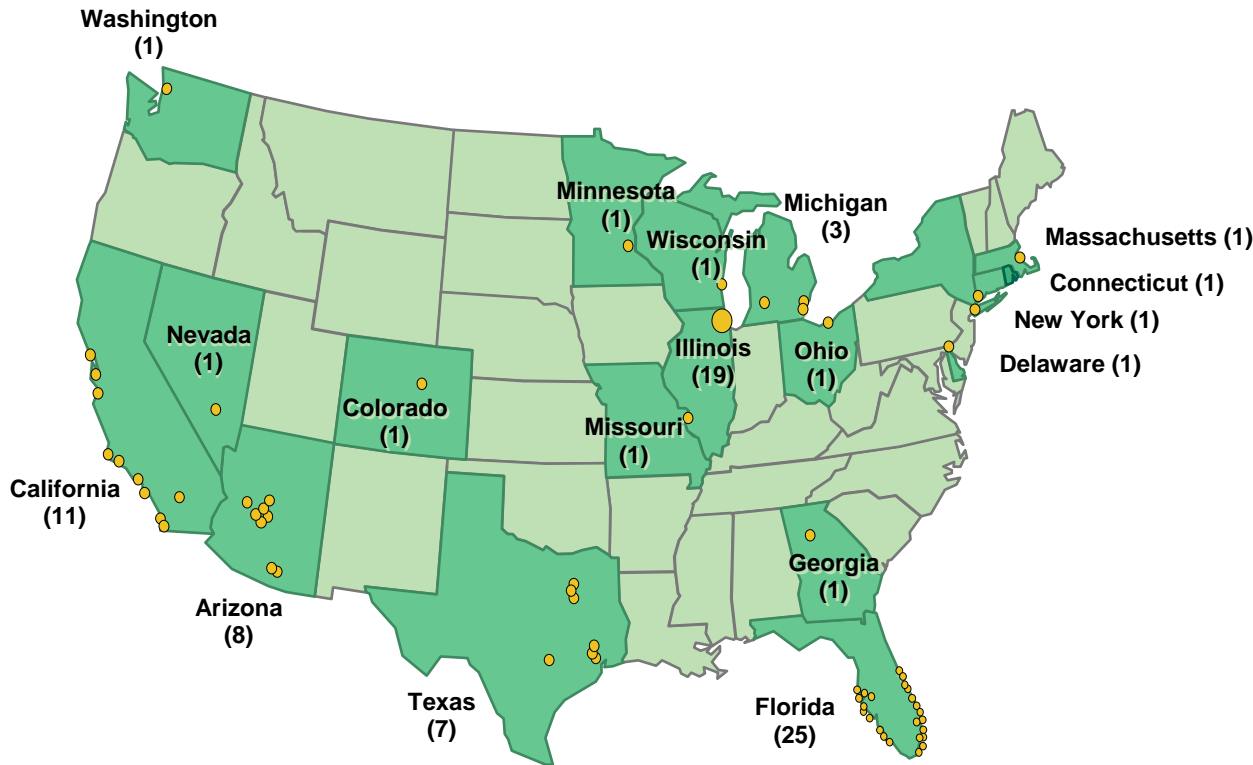 Washington
(1)
Minnesota
(1)
Wisconsin
(1)
Michigan
(3)
Massachusetts (1)
Connecticut (1)
New York (1)
Delaware (1)
Nevada
(1)
Colorado
(1)
Illinois
(19)
Ohio
(1)
Missouri
(1)
California
(11)
Arizona
(8)
Georgia
(1)
Texas
(7)
Florida
(25)